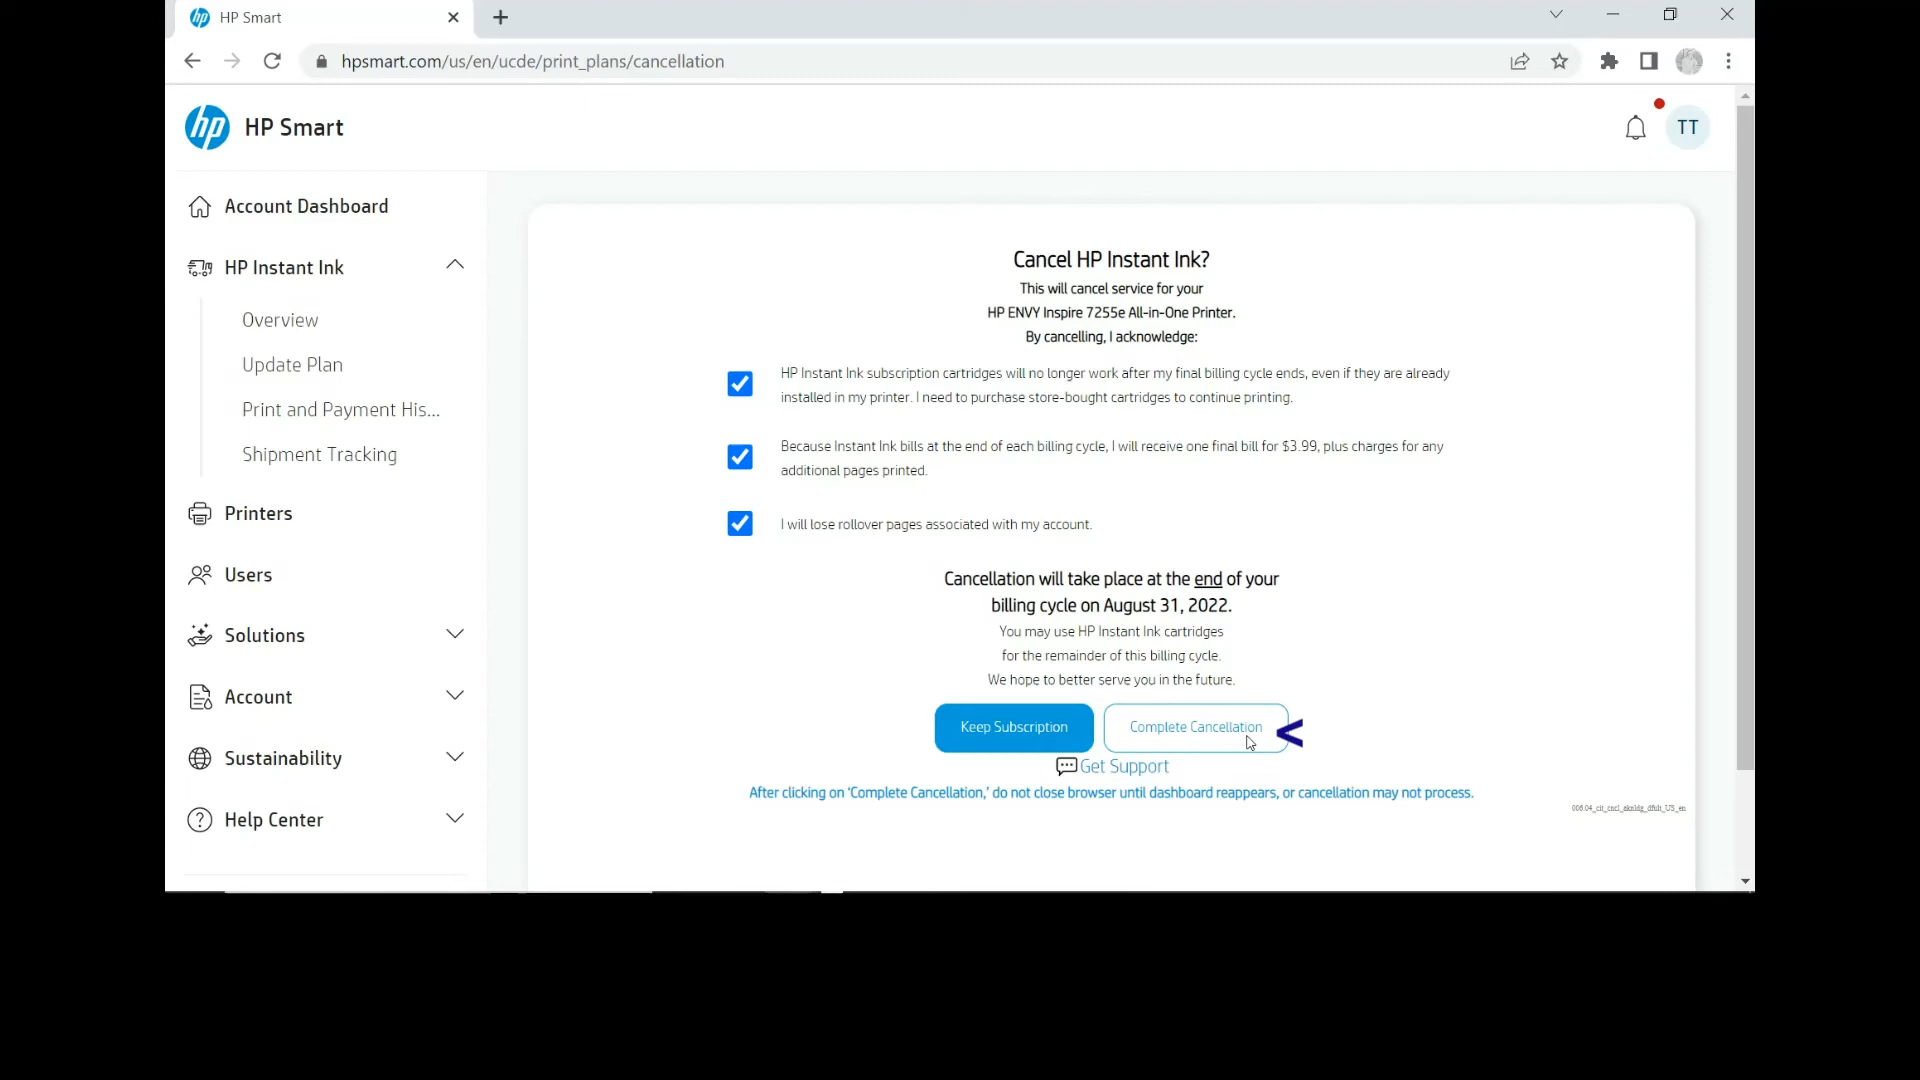 HP Smart
hpsmart.com/us/en/ucde/print_plans/cancellation
hp HP Smart
TT
Account Dashboard
HP Instant Ink
Overview
Update Plan
Print and Payment His...
Shipment Tracking
Printers
Users
Solutions
Account
Sustainability
Help Center
Cancel HP Instant Ink?
This will cancel service for your
HP ENVY Inspire 7255e All-in-One Printer.
By cancelling, I acknowledge:
HP Instant Ink subscription cartridges will no longer work after my final billing cycle ends, even if they are already
installed in my printer. I need to purchase store-bought cartridges to continue printing.
Because Instant Ink bills at the end of each billing cycle, I will receive one final bill for $3.99, plus charges for any
additional pages printed.
I will lose rollover pages associated with my account.
Cancellation will take place at the end of your
billing cycle on August 31, 2022.
You may use HP Instant Ink cartridges
for the remainder of this billing cycle.
We hope to better serve you in the future.
Keep Subscription
Complete Cancellation
Get Support
After clicking on 'Complete Cancellation,' do not close browser until dashboard reappears, or cancellation may not process.